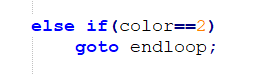 else if(color==2)
goto endloop;